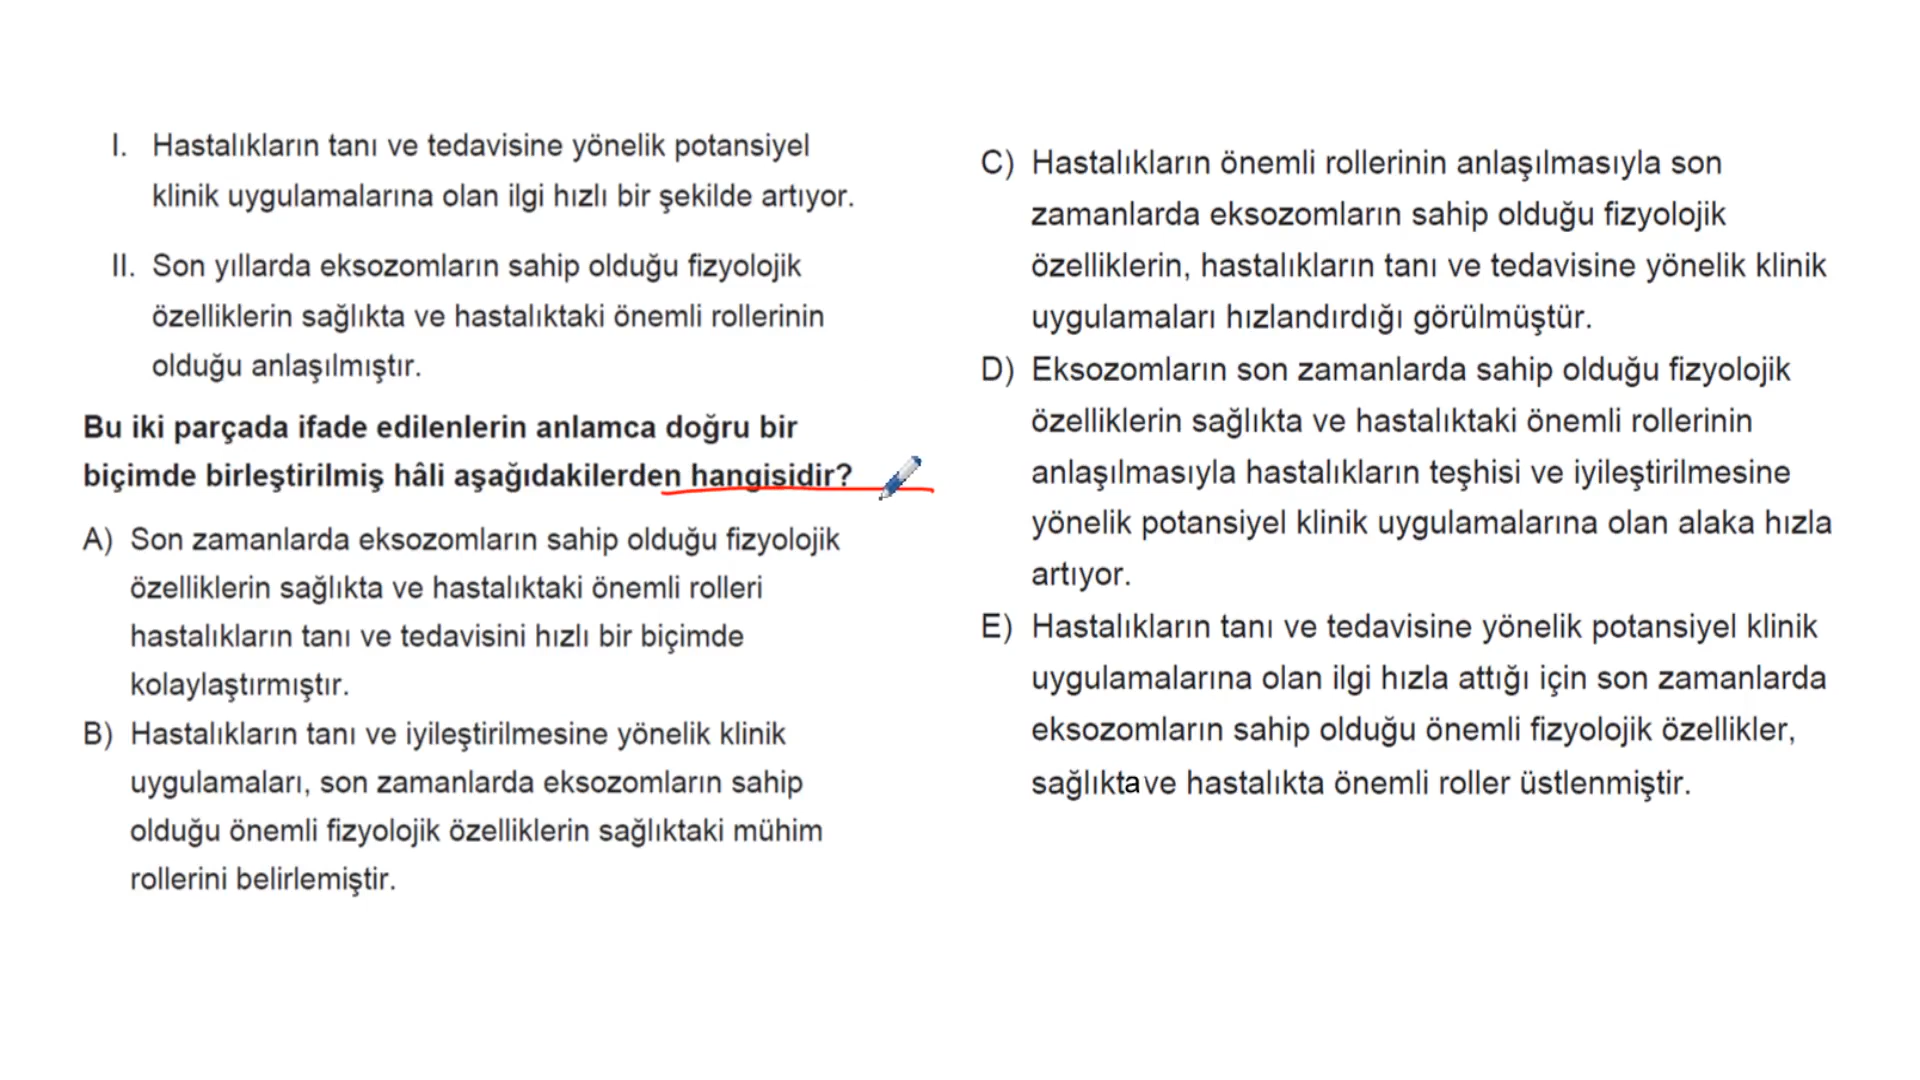 I. Hastalıkların tanı ve tedavisine yönelik potansiyel
klinik uygulamalarına olan ilgi hızlı bir şekilde artıyor.
II. Son yıllarda eksozomların sahip olduğu fizyolojik
özelliklerin sağlıkta ve hastalıktaki önemli rollerinin
olduğu anlaşılmıştır.
Bu iki parçada ifade edilenlerin anlamca doğru bir
biçimde birleştirilmiş hâli aşağıdakilerden hangisidir?
A) Son zamanlarda eksozomların sahip olduğu fizyolojik
özelliklerin sağlıkta ve hastalıktaki önemli rolleri
hastalıkların tanı ve tedavisini hızlı bir biçimde
kolaylaştırmıştır.
B) Hastalıkların tanı ve iyileştirilmesine yönelik klinik
uygulamaları, son zamanlarda eksozomların sahip
olduğu önemli fizyolojik özelliklerin sağlıktaki mühim
rollerini belirlemiştir.
C) Hastalıkların önemli rollerinin anlaşılmasıyla son
zamanlarda eksozomların sahip olduğu fizyolojik
özelliklerin, hastalıkların tanı ve tedavisine yönelik klinik
uygulamaları hızlandırdığı görülmüştür.
D) Eksozomların son zamanlarda sahip olduğu fizyolojik
özelliklerin sağlıkta ve hastalıktaki önemli rollerinin
anlaşılmasıyla hastalıkların teşhisi ve iyileştirilmesine
yönelik potansiyel klinik uygulamalarına olan alaka hızla
artıyor.
E) Hastalıkların tanı ve tedavisine yönelik potansiyel klinik
uygulamalarına olan ilgi hızla attığı için son zamanlarda
eksozomların sahip olduğu önemli fizyolojik özellikler,
sağlıkta ve hastalıkta önemli roller üstlenmiştir.